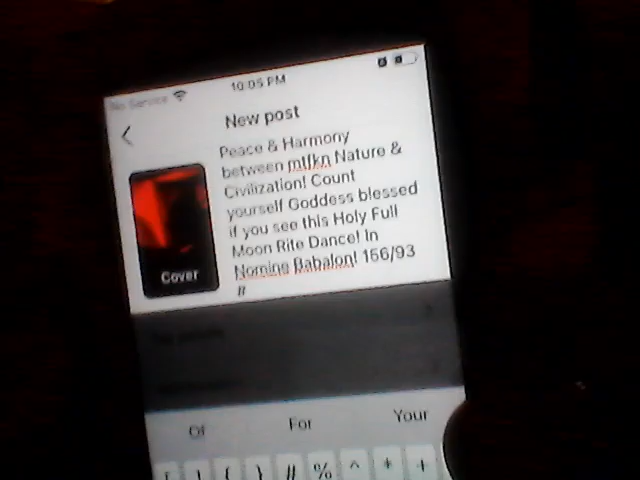 No Service 10:05 PM
New post
Peace & Harmony
between mtfkn Nature &
Civilization! Count
yourself Goddess blessed
if you see this Holy Full
Moon Rite Dance! In
Nomine Babalon! 156/93
#
Cover
Of For Your
[ ] { } # % ^ * +